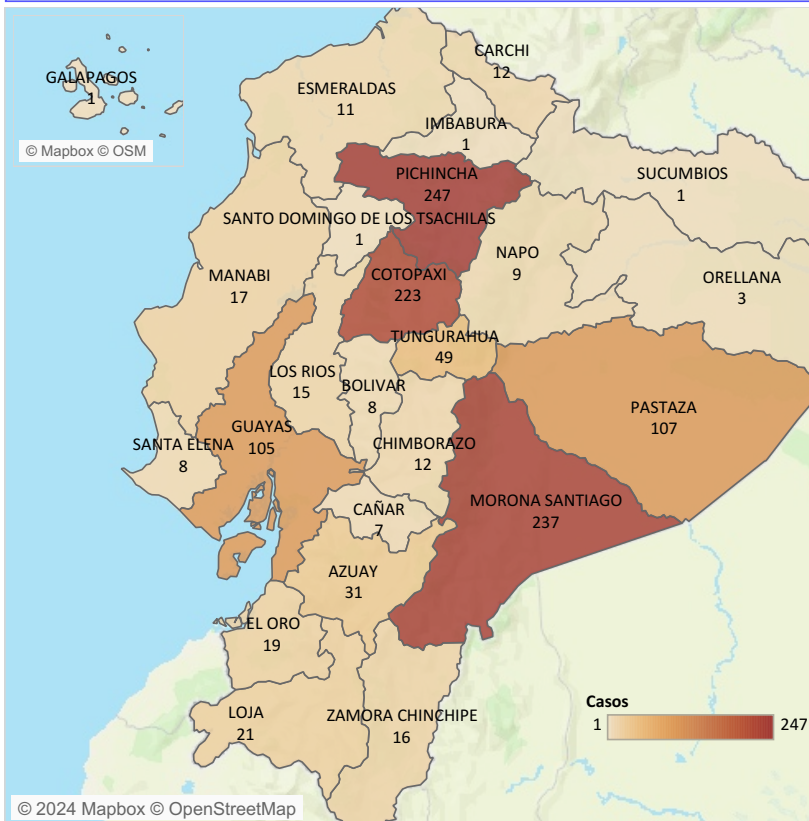 GALAPAGOS
1
© Mapbox © OSM
CARCHI
12
ESMERALDAS
11
IMBABURA
1
PICHINCHA
247
SUCUMBIOS
1
SANTO DOMINGO DE LOS TSACHILAS
1
NAPO
9
MANABI
17
COTOPAXI
223
ORELLANA
3
TUNGURAHUA
49
LOS RIOS
15
BOLIVAR
8
PASTAZA
107
GUAYAS
105
SANTA ELENA
8
CHIMBORAZO
12
MORONA SANTIAGO
237
CAÑAR
7
AZUAY
31
EL ORO
19
LOJA
21
ZAMORA CHINCHIPE
16
Casos
1 247
© 2024 Mapbox © OpenStreetMap